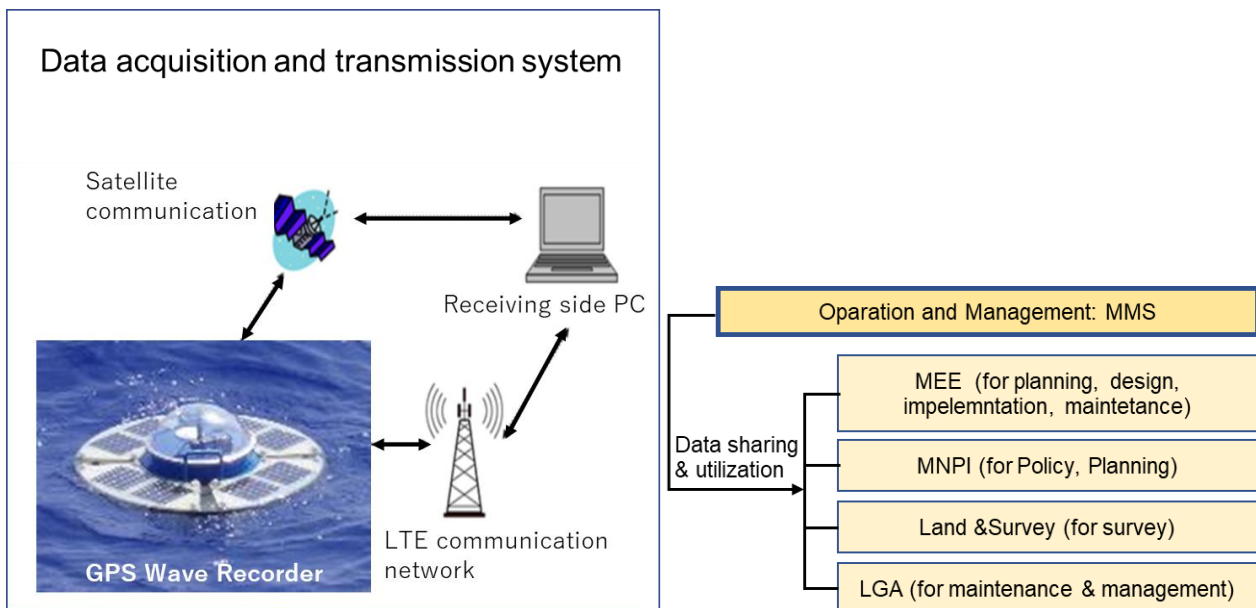 Data acquisition and transmission system
Satellite
communication
Receiving side PC
GPS Wave Recorder
LTE communication
network
Oparation and Management: MMS
Data sharing
& utilization
MEE (for planning, design,
impelemntation, maintetance)
MNPI (for Policy, Planning)
Land &Survey (for survey)
LGA (for maintenance & management)